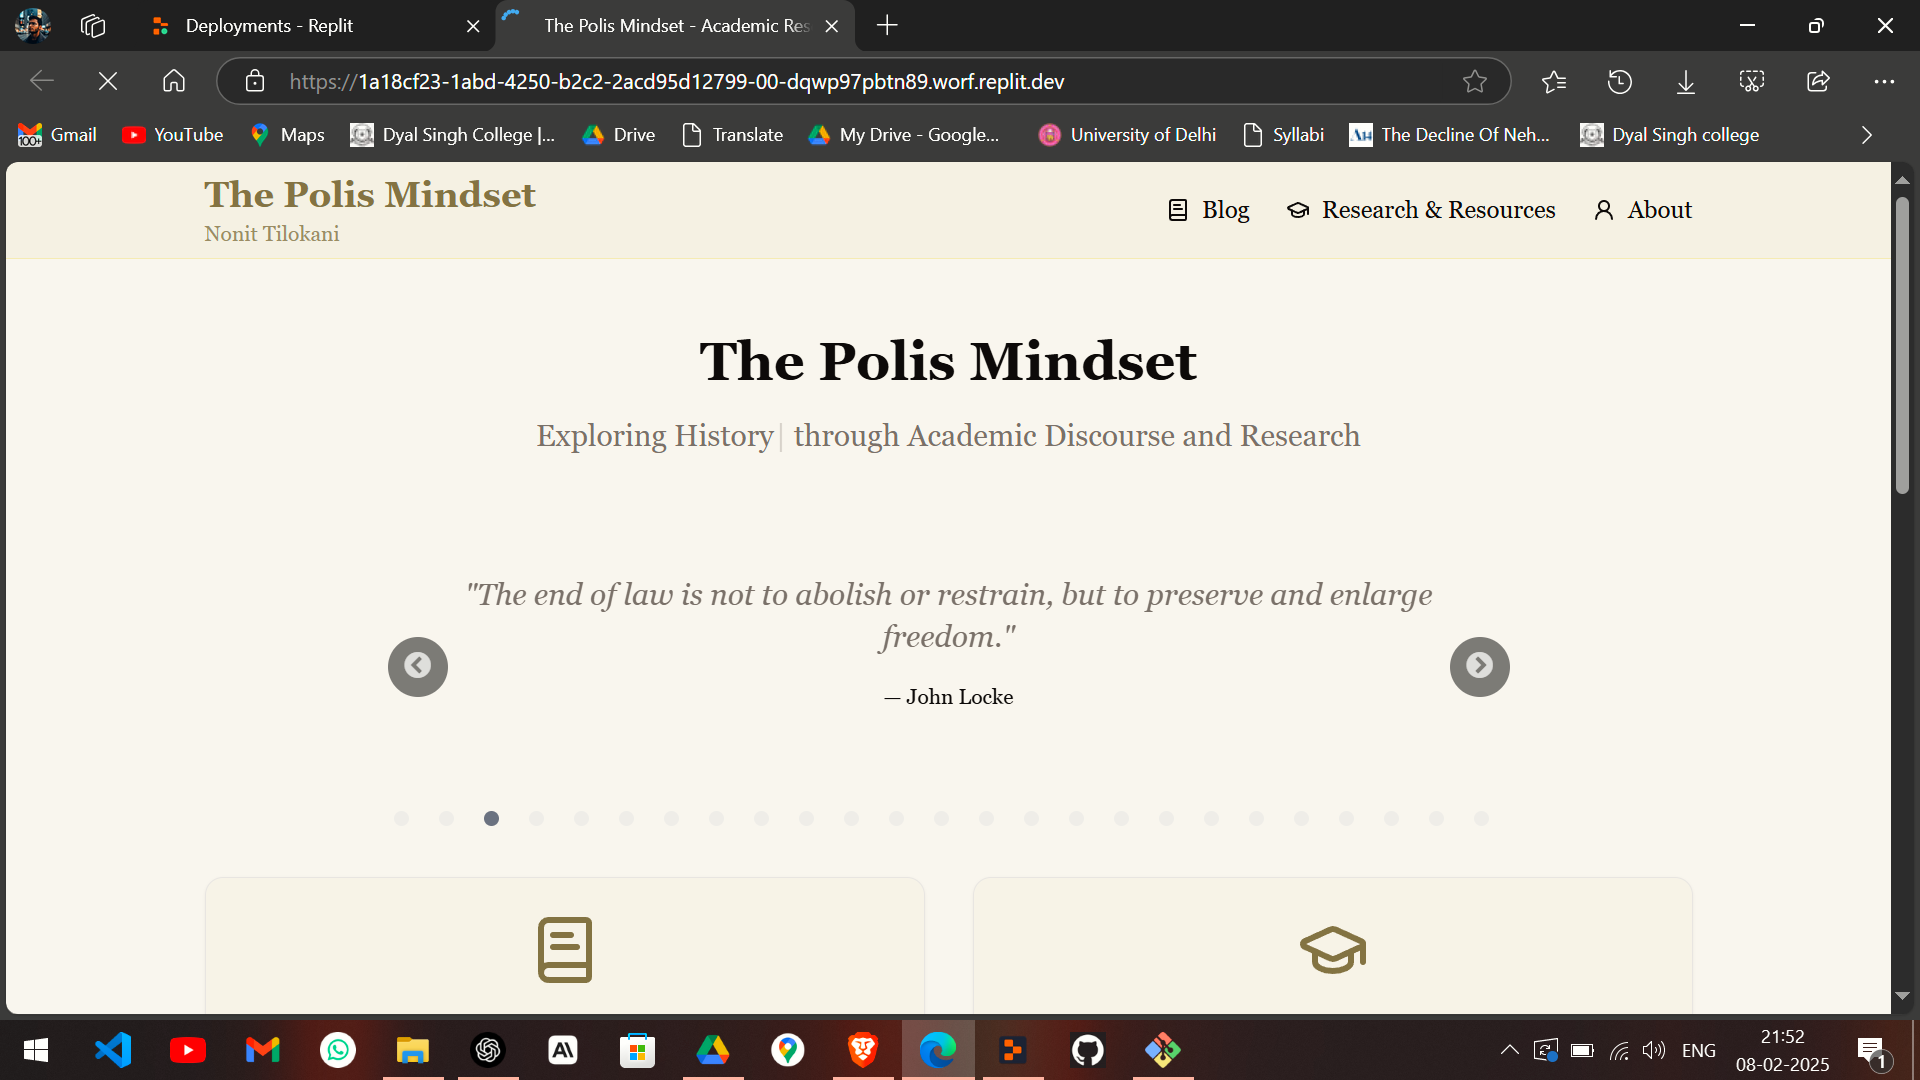 Deployments - Replit
The Polis Mindset - Academic Res
https://1a18cf23-1abd-4250-b2c2-2acd95d12799-00-dqwp97pbtn89.worf.replit.dev
100+ Gmail YouTube Maps Dyal Singh College |... Drive Translate My Drive - Google... University of Delhi Syllabi The Decline Of Neh... Dyal Singh college
The Polis Mindset
Nonit Tilokani
Blog Research & Resources About
The Polis Mindset
Exploring History| through Academic Discourse and Research
"The end of law is not to abolish or restrain, but to preserve and enlarge
freedom."
— John Locke
ENG
21:52
08-02-2025
1